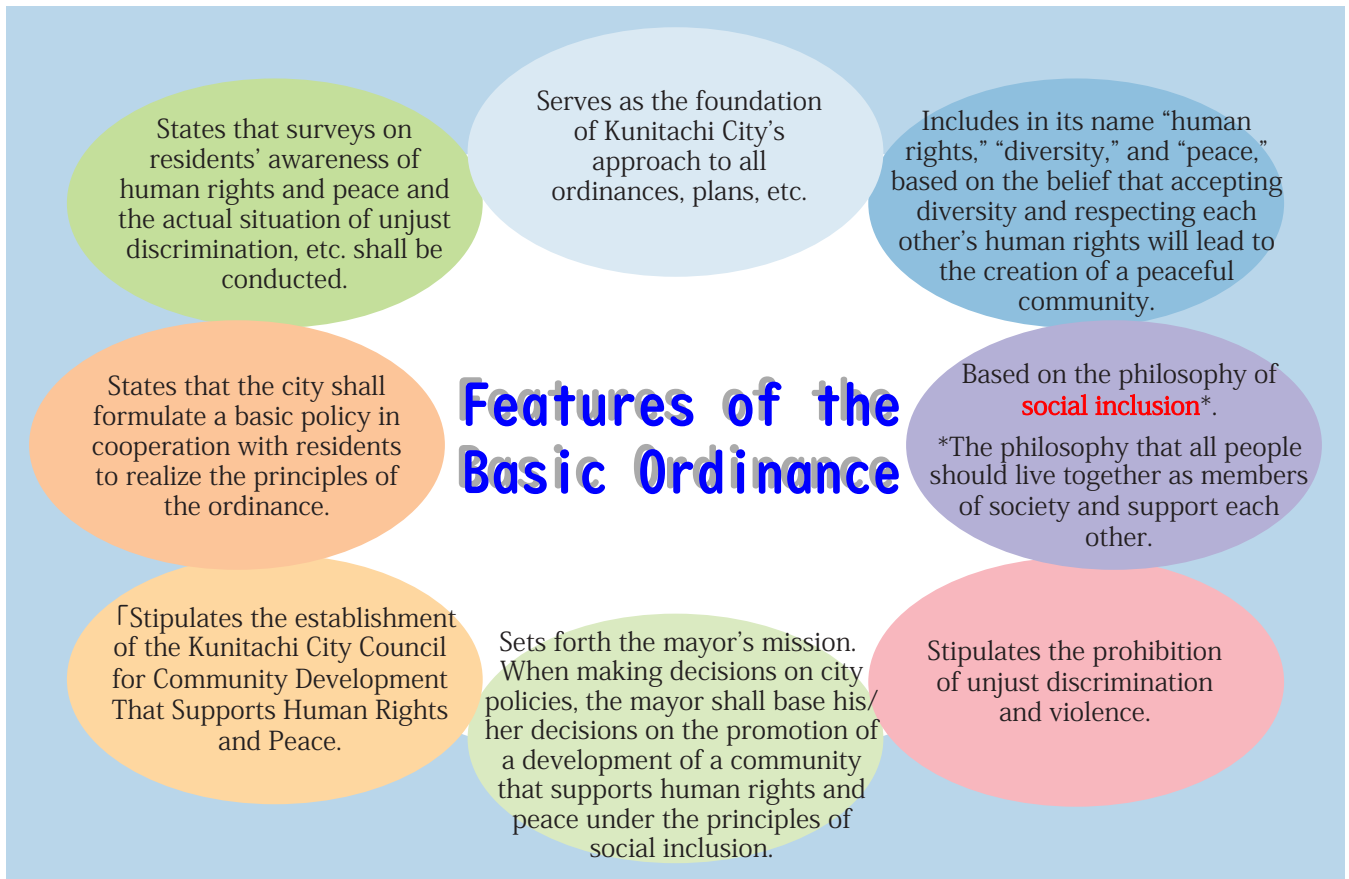 Serves as the foundation
of Kunitachi City’s
approach to all
ordinances, plans, etc.
Includes in its name “human
rights,” “diversity,” and “peace,”
based on the belief that accepting
diversity and respecting each
other’s human rights will lead to
the creation of a peaceful
community.
Based on the philosophy of
social inclusion*.
*The philosophy that all people
should live together as members
of society and support each
other.
Stipulates the prohibition
of unjust discrimination
and violence.
Sets forth the mayor’s mission.
When making decisions on city
policies, the mayor shall base his/
her decisions on the promotion of
a development of a community
that supports human rights and
peace under the principles of
social inclusion.
「Stipulates the establishment
of the Kunitachi City Council
for Community Development
That Supports Human Rights
and Peace.
States that the city shall
formulate a basic policy in
cooperation with residents
to realize the principles of
the ordinance.
States that surveys on
residents’ awareness of
human rights and peace and
the actual situation of unjust
discrimination, etc. shall be
conducted.
Features of the
Basic Ordinance